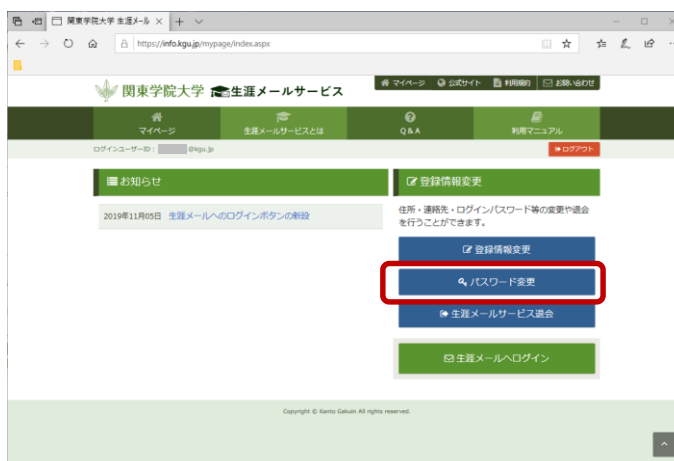 関東学院大学 生涯メール
https://info.kgu.jp/mypage/index.aspx
関東学院大学 生涯メールサービス
マイページ 公式サイト 利用規約 お問い合わせ
マイページ 生涯メールサービスとは Q & A 利用マニュアル
ログインユーザーID: @kgu.jp
ログアウト
お知らせ
2019年11月05日 生涯メールへのログインボタンの新設
登録情報変更
住所・連絡先・ログインパスワード等の変更や退会
を行うことができます。
登録情報変更
パスワード変更
生涯メールサービス退会
生涯メールへログイン
Copyright © Kanto Gakuin All rights reserved.